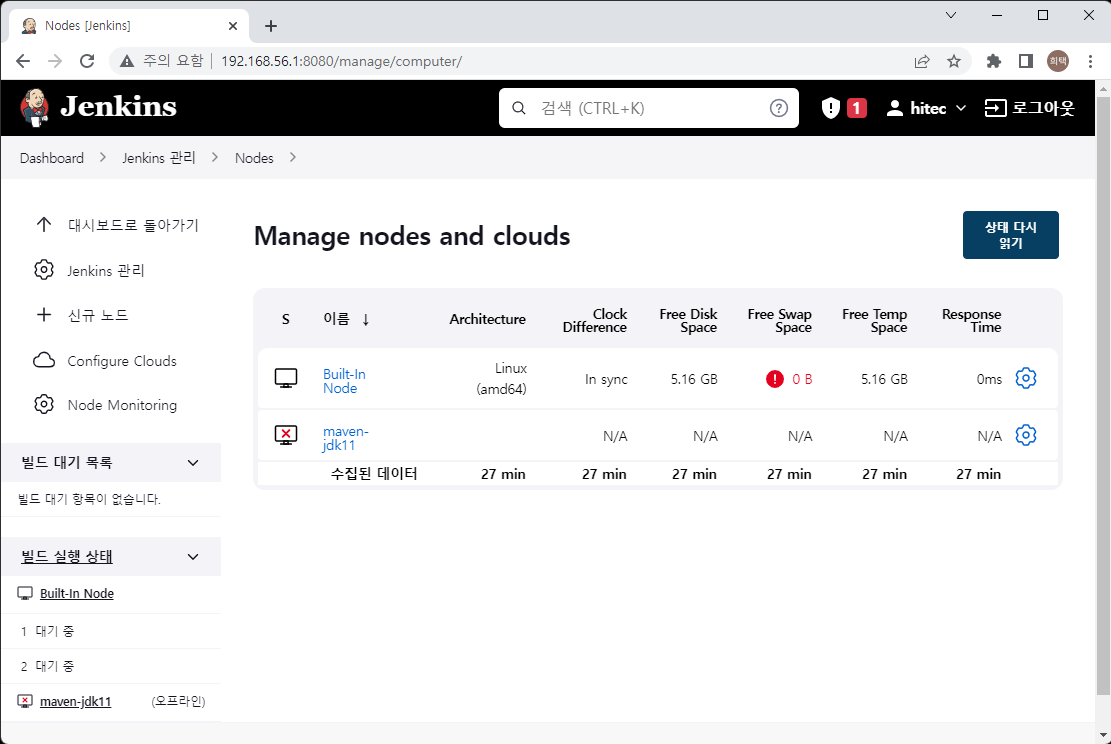 Nodes [Jenkins]
주의 요함 192.168.56.1:8080/manage/computer/
희택
Jenkins
검색 (CTRL+K)
1
hitec
로그아웃
Dashboard
Jenkins 관리
Nodes
대시보드로 돌아가기
Jenkins 관리
신규 노드
Configure Clouds
Node Monitoring
빌드 대기 목록
빌드 대기 항목이 없습니다.
빌드 실행 상태
Built-In Node
1 대기 중
2 대기 중
maven-jdk11 (오프라인)
Manage nodes and clouds
상태 다시
읽기
S 이름 ↓ Architecture Clock Difference Free Disk Space Free Swap Space Free Temp Space Response Time
Built-In Node Linux (amd64) In sync 5.16 GB 0 B 5.16 GB 0ms
maven-jdk11 N/A N/A N/A N/A N/A
수집된 데이터 27 min 27 min 27 min 27 min 27 min 27 min